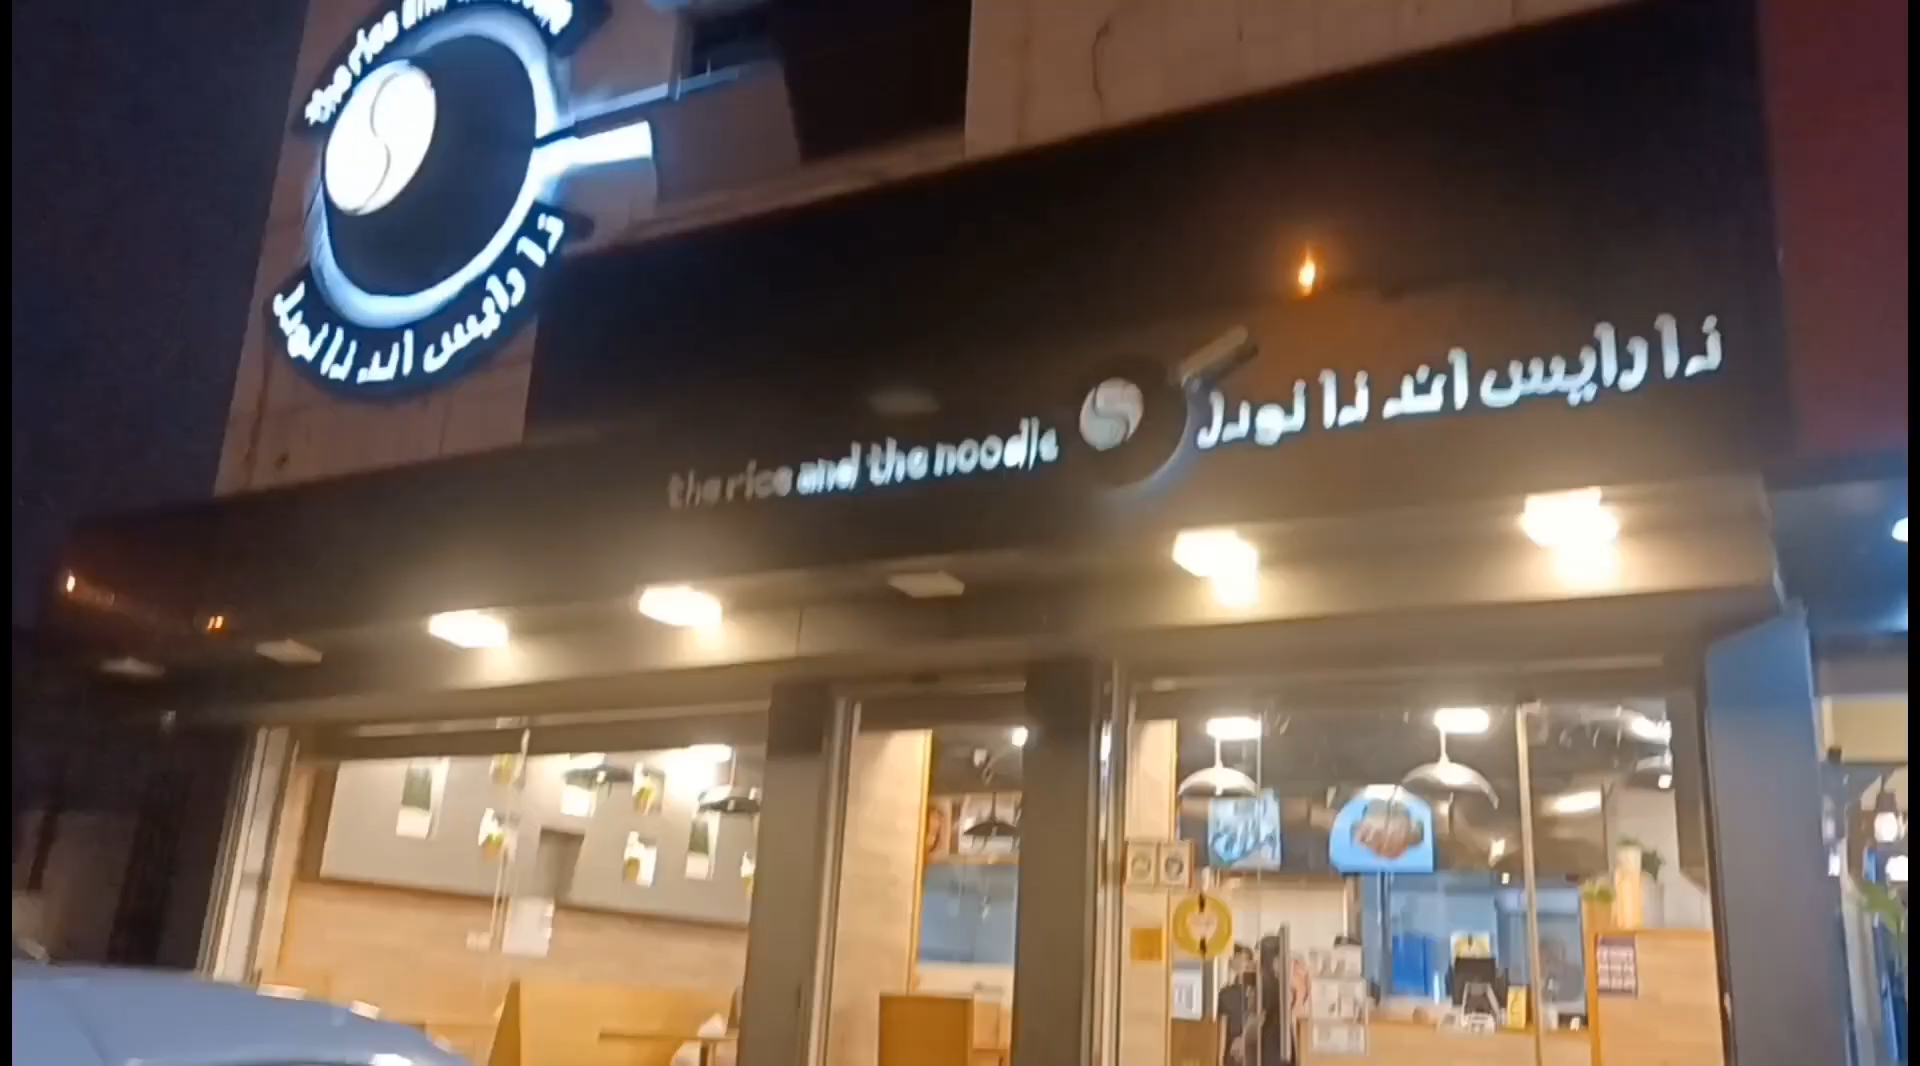 the rice and the noodle
ذا رايس اند ذا نودل
the rice and the noodle
ذا رايس اند ذا نودل